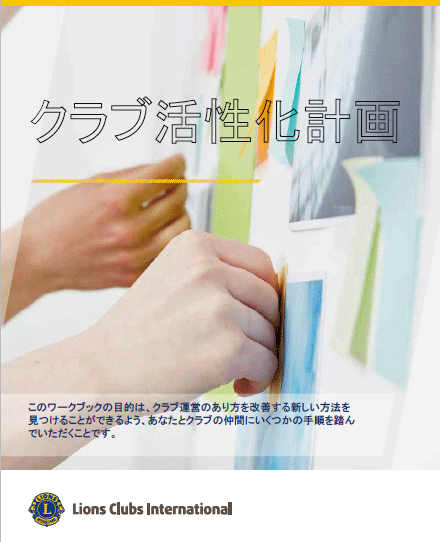 クラブ活性化計画
このワークブックの目的は、クラブ運営のあり方を改善する新しい方法を
見つけることができるよう、あなたとクラブの仲間にいくつかの手順を踏ん
でいただくことです。
LIONS
L
INTERNATIONAL
Lions Clubs International